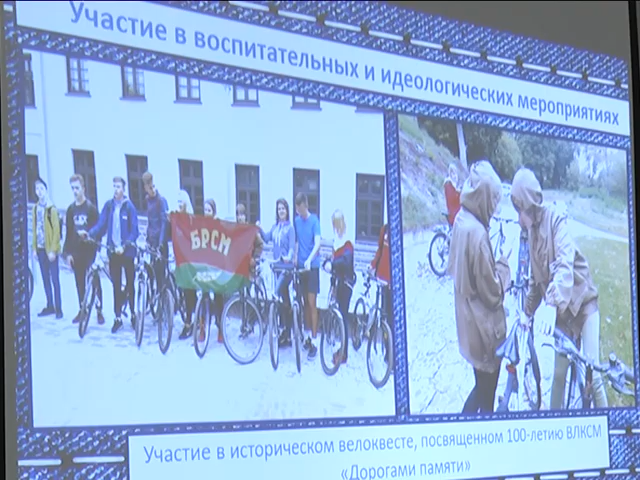 Участие в воспитательных и идеологических мероприятиях
БРСМ
Участие в историческом велоквесте, посвященном 100-летию ВЛКСМ
«Дорогами памяти»